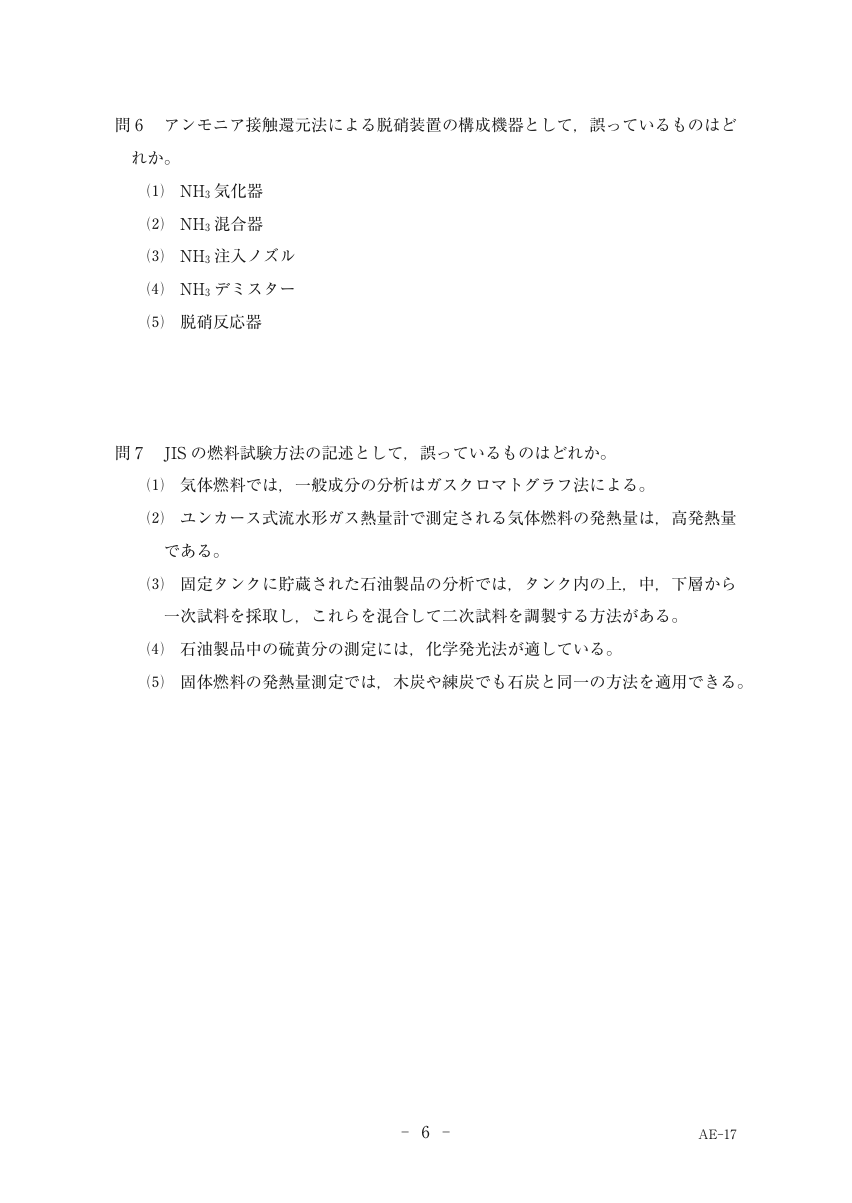 問6 アンモニア接触還元法による脱硝装置の構成機器として，誤っているものはど
れか。
⑴ NH₃ 気化器
⑵ NH₃ 混合器
⑶ NH₃ 注入ノズル
⑷ NH₃ デミスター
⑸ 脱硝反応器
問7 JIS の燃料試験方法の記述として，誤っているものはどれか。
⑴ 気体燃料では，一般成分の分析はガスクロマトグラフ法による。
⑵ ユンカース式流水形ガス熱量計で測定される気体燃料の発熱量は，高発熱量
である。
⑶ 固定タンクに貯蔵された石油製品の分析では，タンク内の上，中，下層から
一次試料を採取し，これらを混合して二次試料を調製する方法がある。
⑷ 石油製品中の硫黄分の測定には，化学発光法が適している。
⑸ 固体燃料の発熱量測定では，木炭や練炭でも石炭と同一の方法を適用できる。
- 6 -
AE-17